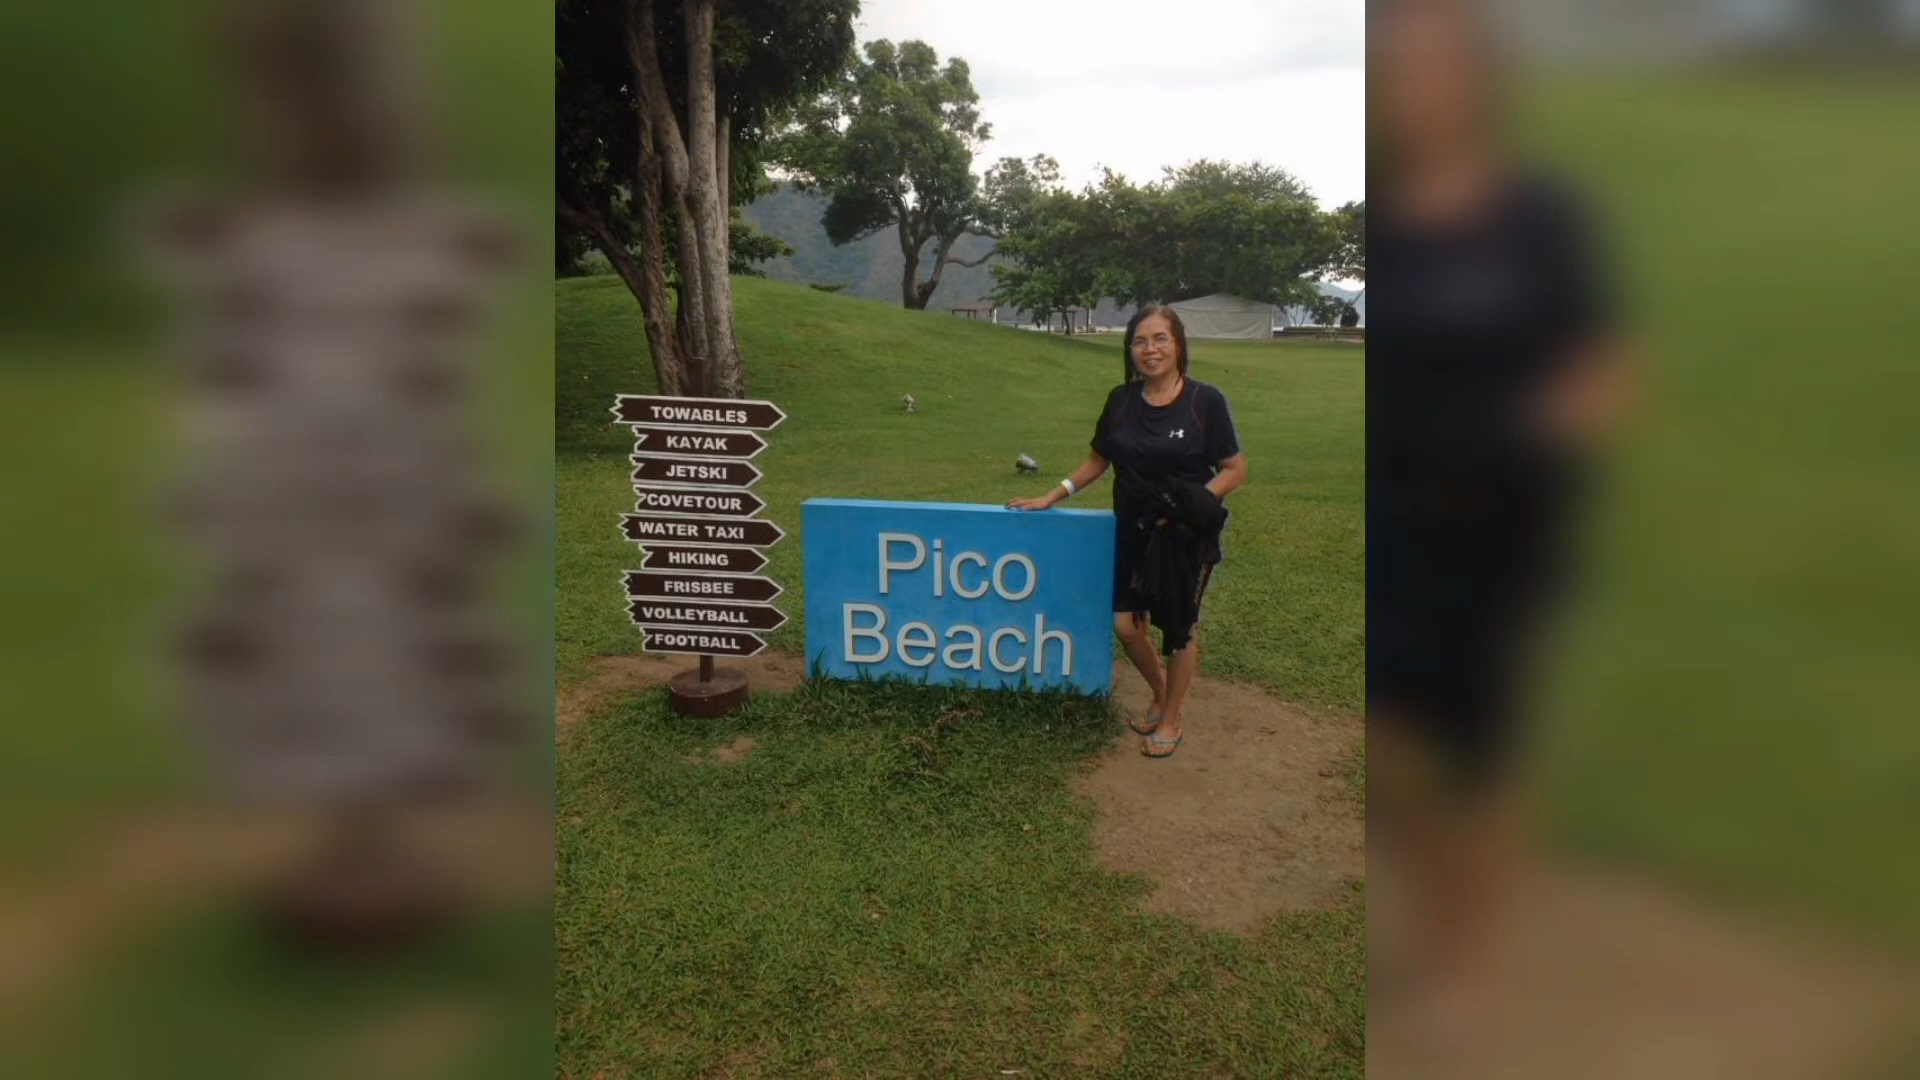 TOWABLES
KAYAK
JETSKI
COVETOUR
WATER TAXI
HIKING
FRISBEE
VOLLEYBALL
FOOTBALL
Pico
Beach